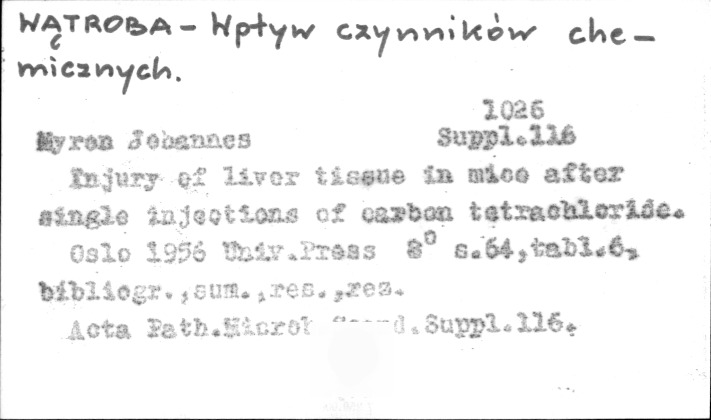 WĄTROBA – Wpływ czynników che–
micznych.
1026
Myren Johannes Suppl.116
Injury of liver tissue in mice after
single injections of carbon tetrachloride.
Oslo 1956 Univ.Press 8⁰ s.64,tabl.6,
bibliogr.,sum.,res.,rez.
Acta Path.Microb d.Suppl.116.